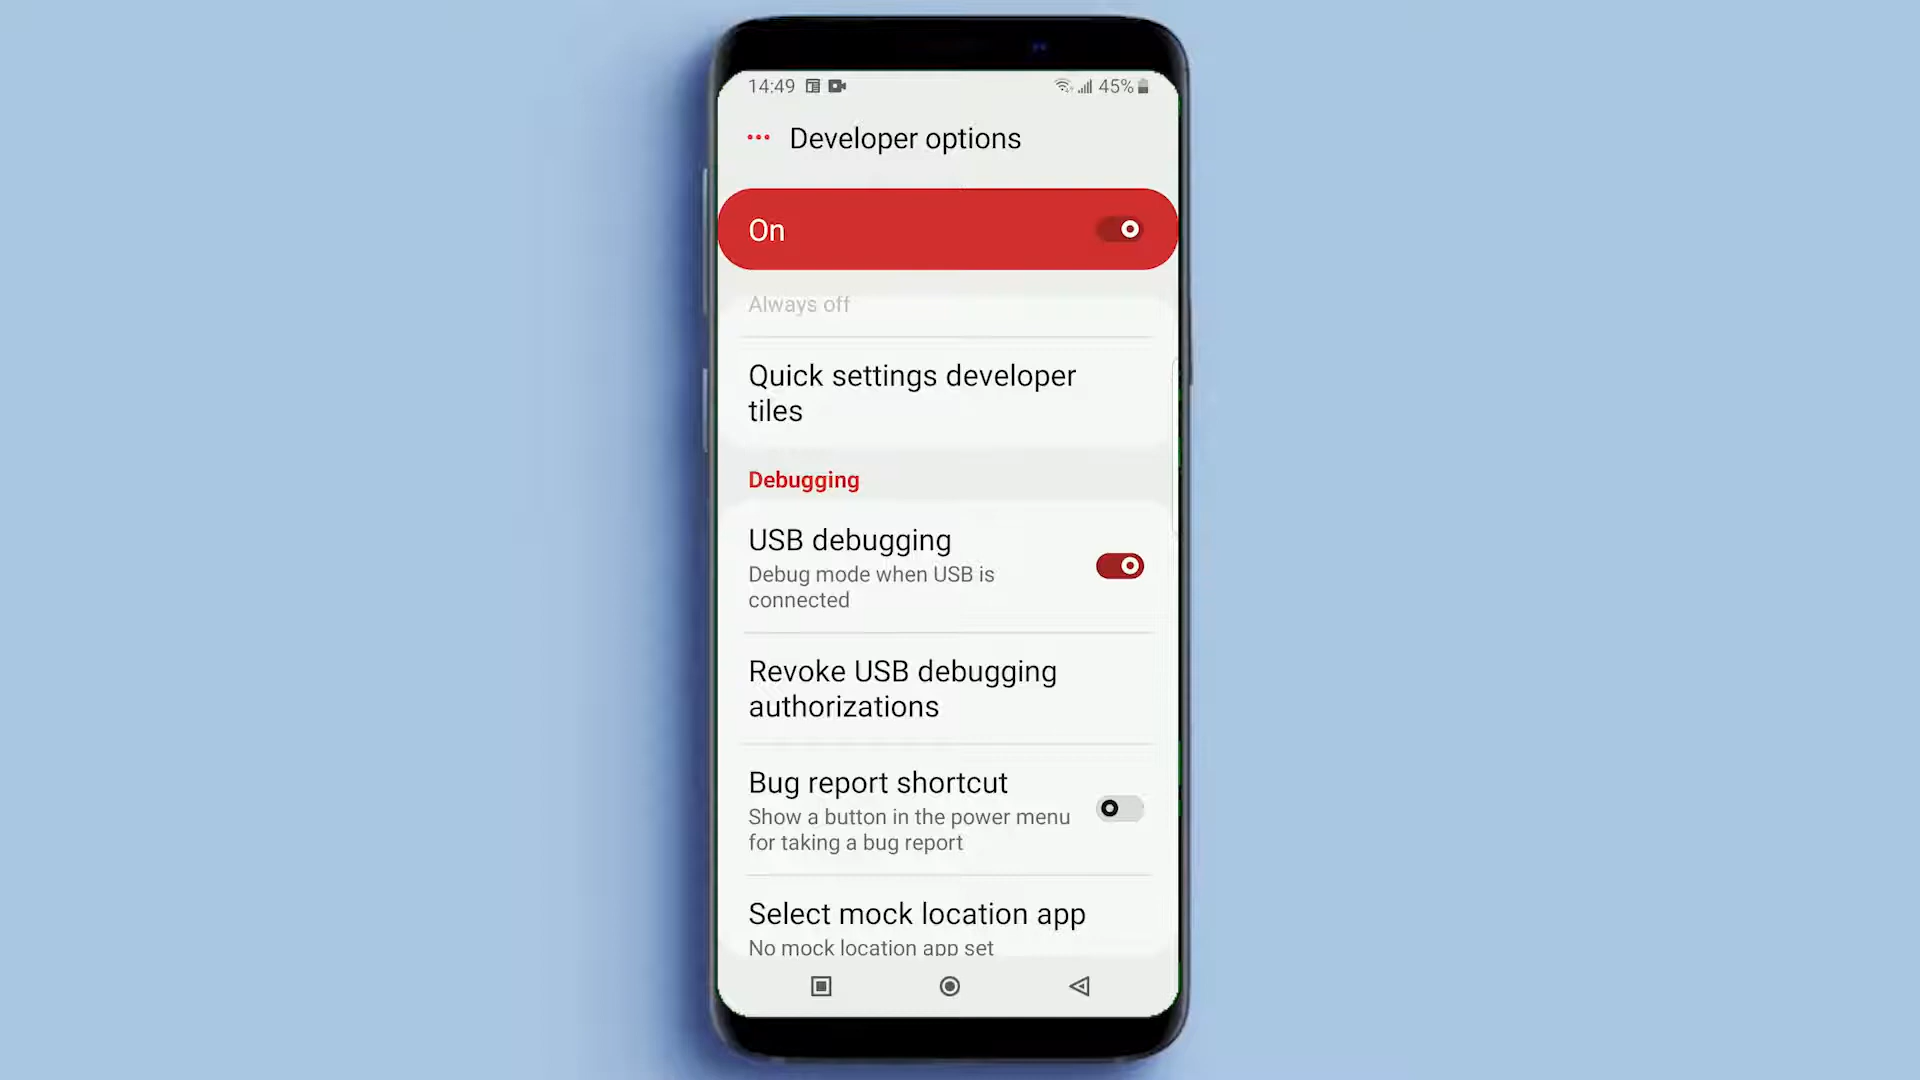 14:49
45%
Developer options
On
Always off
Quick settings developer
tiles
Debugging
USB debugging
Debug mode when USB is
connected
Revoke USB debugging
authorizations
Bug report shortcut
Show a button in the power menu
for taking a bug report
Select mock location app
No mock location app set